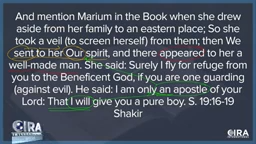 And mention Marium in the Book when she drew
aside from her family to an eastern place; So she
took a veil (to screen herself) from them; then We
sent to her Our spirit, and there appeared to her a
well-made man. She said: Surely I fly for refuge from
you to the Beneficent God, if you are one guarding
(against evil). He said: I am only an apostle of your
Lord: That I will give you a pure boy. S. 19:16-19
Shakir
CIRA
INTERNATIONAL
CIRA